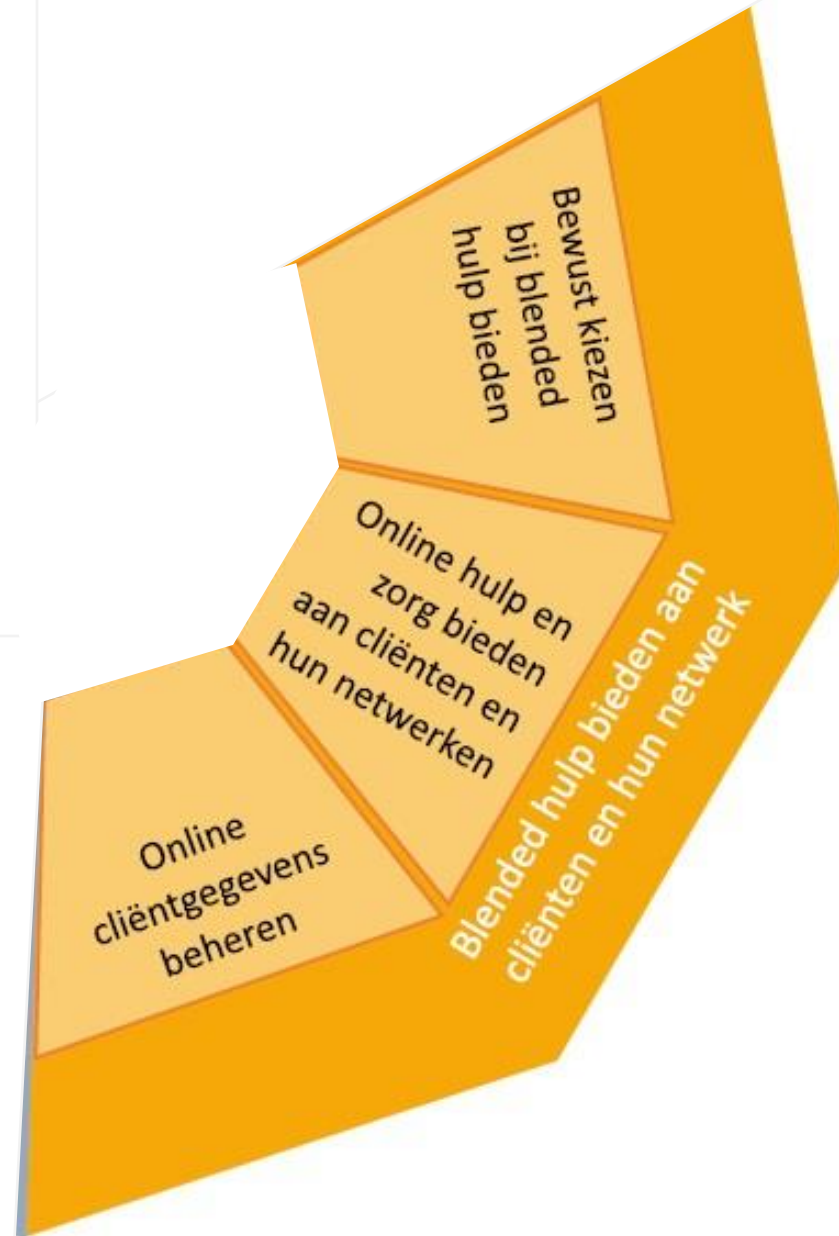 Bewust kiezen
bij blended
hulp bieden
Online hulp en
zorg bieden
aan cliënten en
hun netwerken
Blended hulp bieden aan
cliënten en hun netwerk
Online
cliëntgegevens
beheren